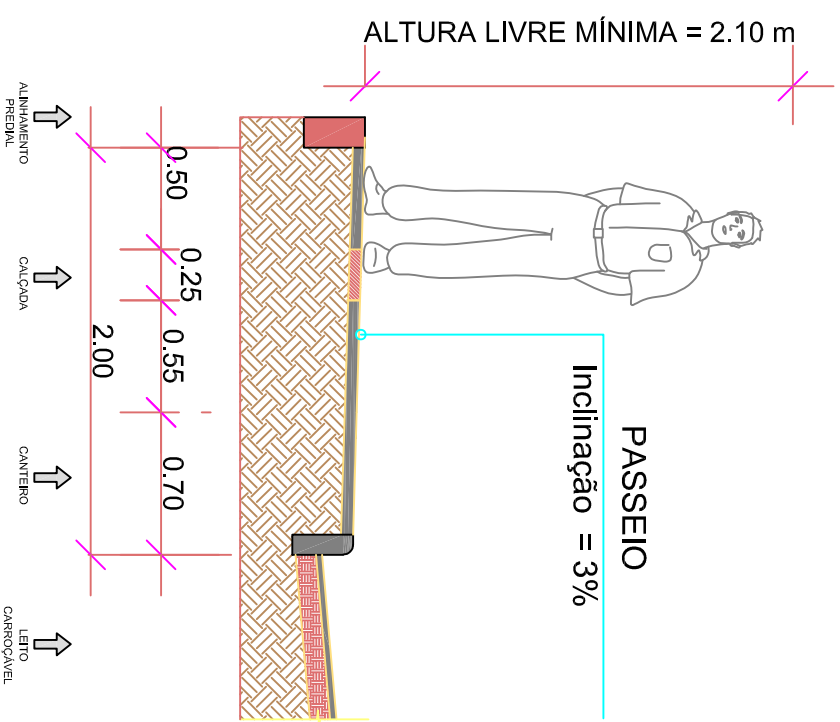 ALTURA LIVRE MÍNIMA = 2.10 m
PASSEIO
Inclinação = 3%
0.50
0.25
0.55
0.70
2.00
ALINHAMENTO
PREDIAL
CALÇADA
CANTEIRO
LEITO
CARROÇÁVEL